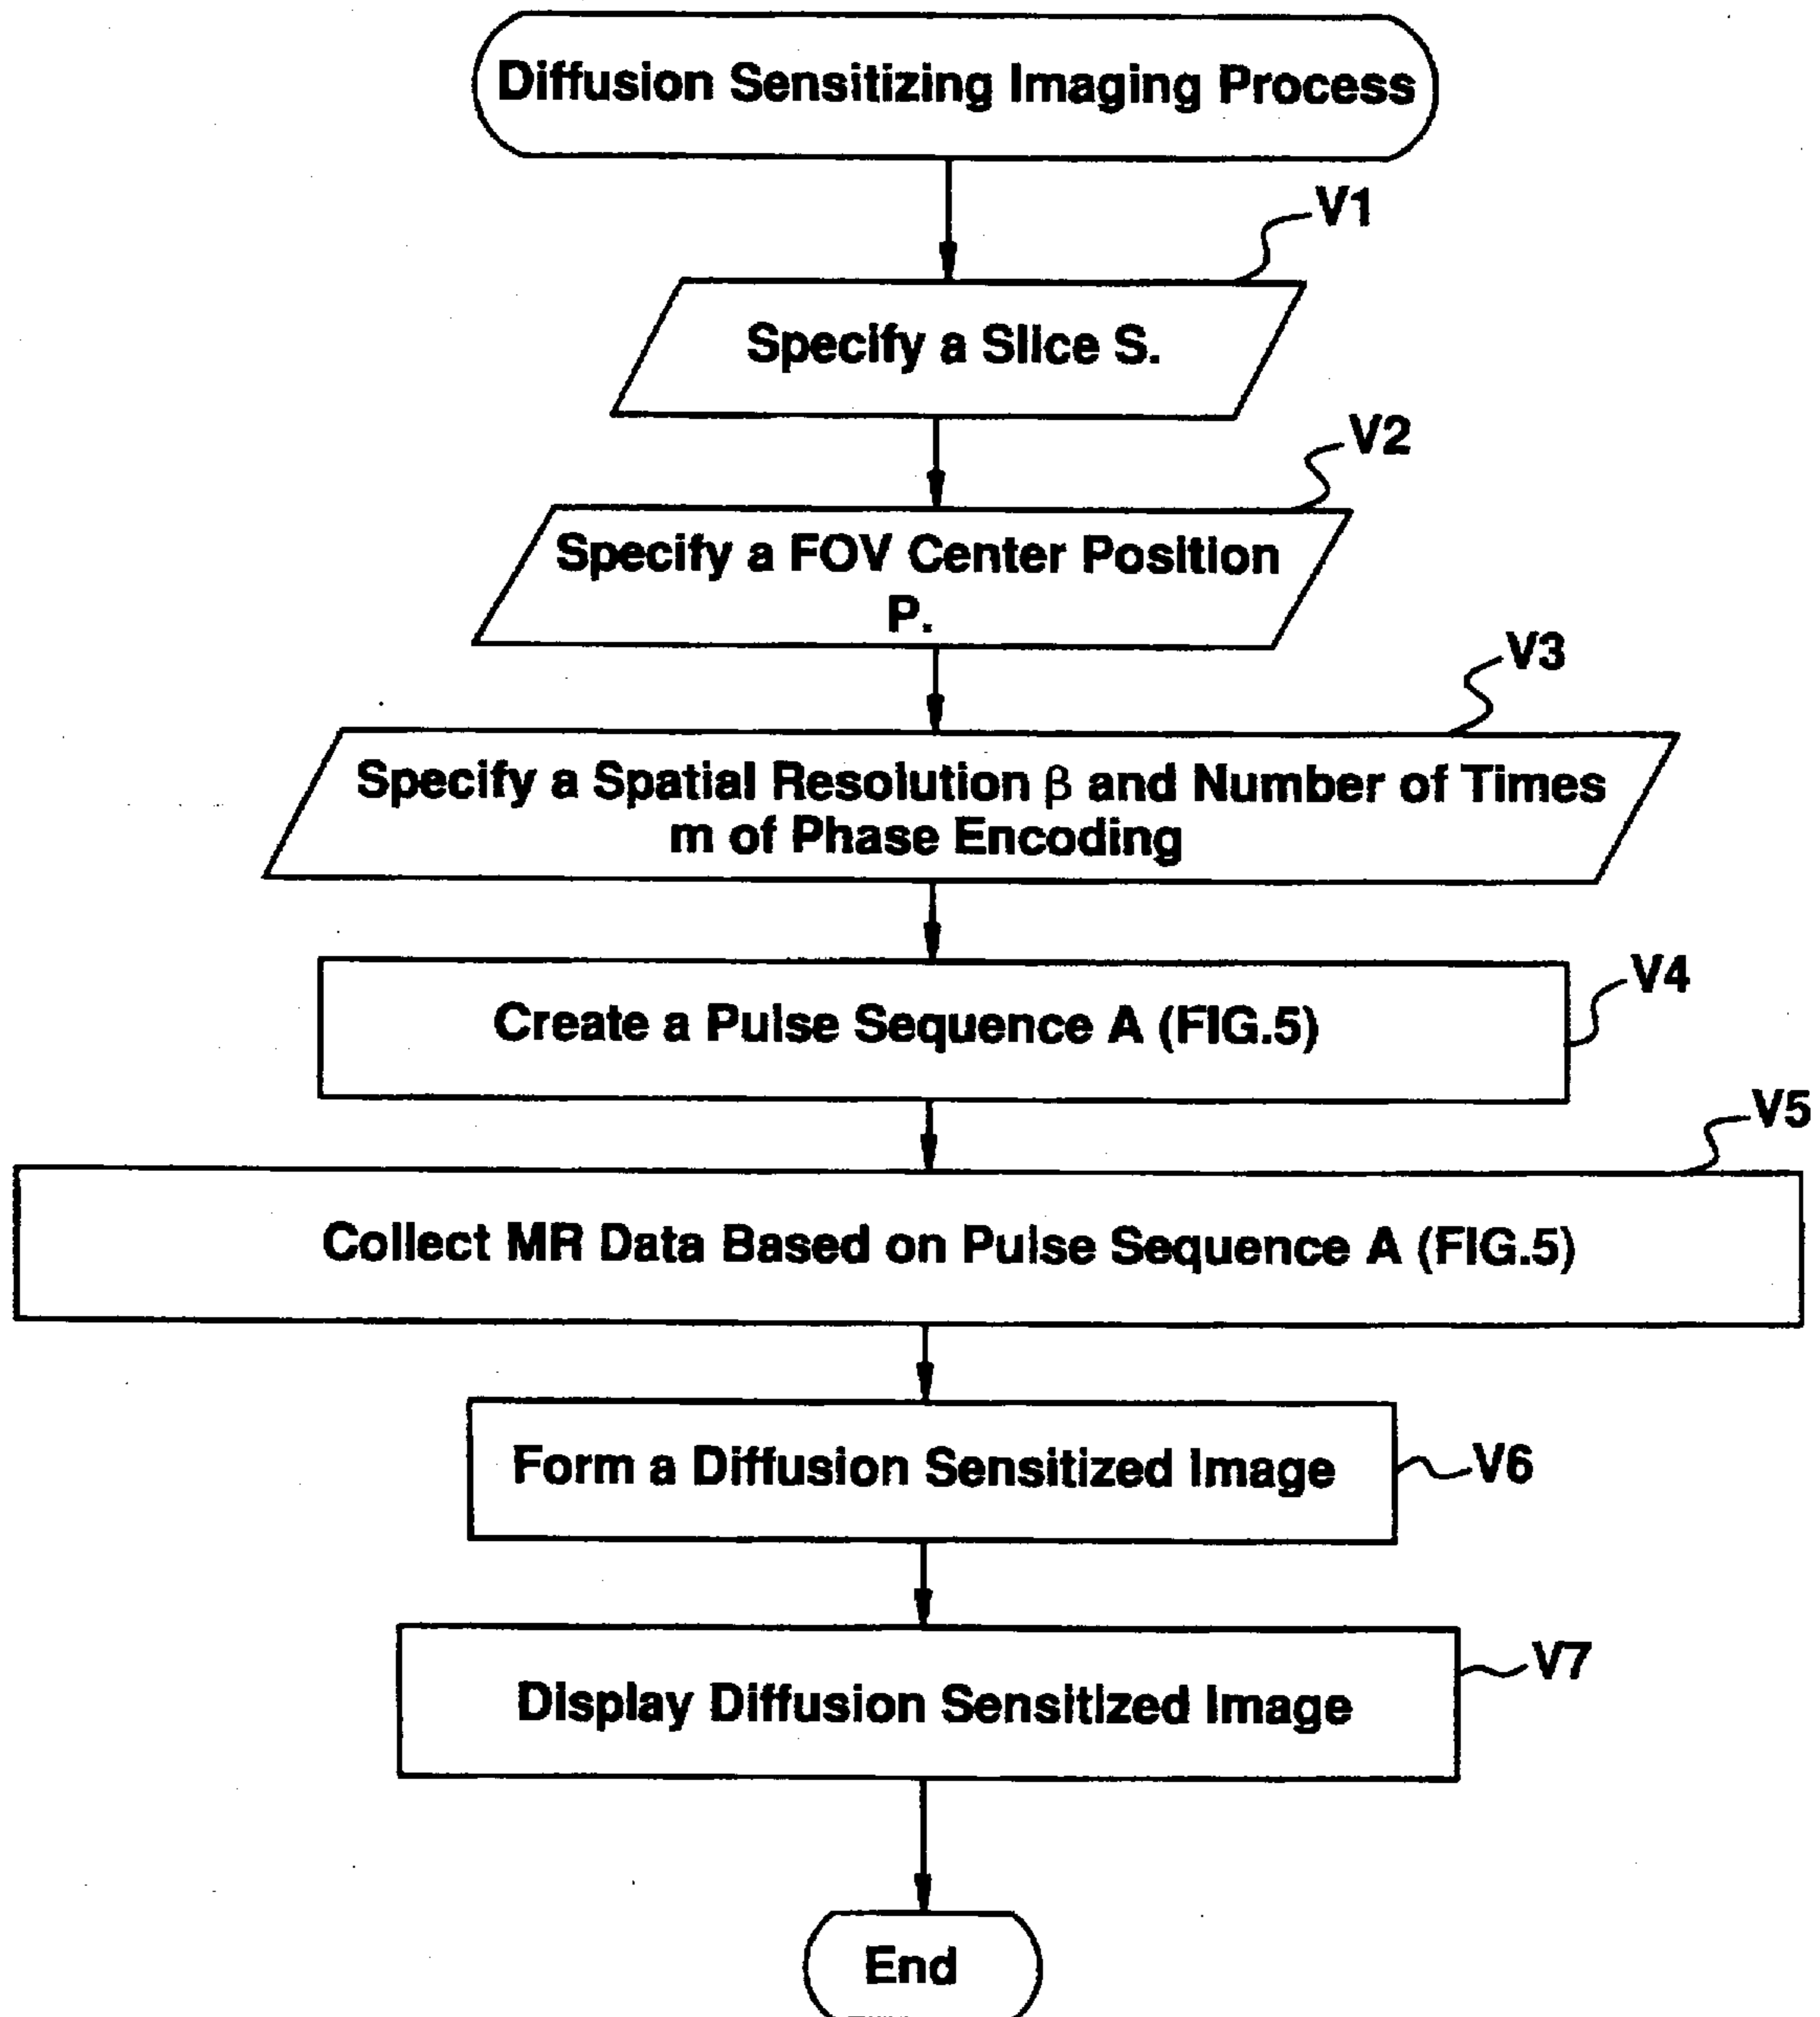 Diffusion Sensitizing Imaging Process
V1
Specify a Slice S.
V2
Specify a FOV Center Position
P.
V3
Specify a Spatial Resolution β and Number of Times
m of Phase Encoding
V4
Create a Pulse Sequence A (FIG.5)
V5
Collect MR Data Based on Pulse Sequence A (FIG.5)
Form a Diffusion Sensitized Image
V6
Display Diffusion Sensitized Image
V7
End